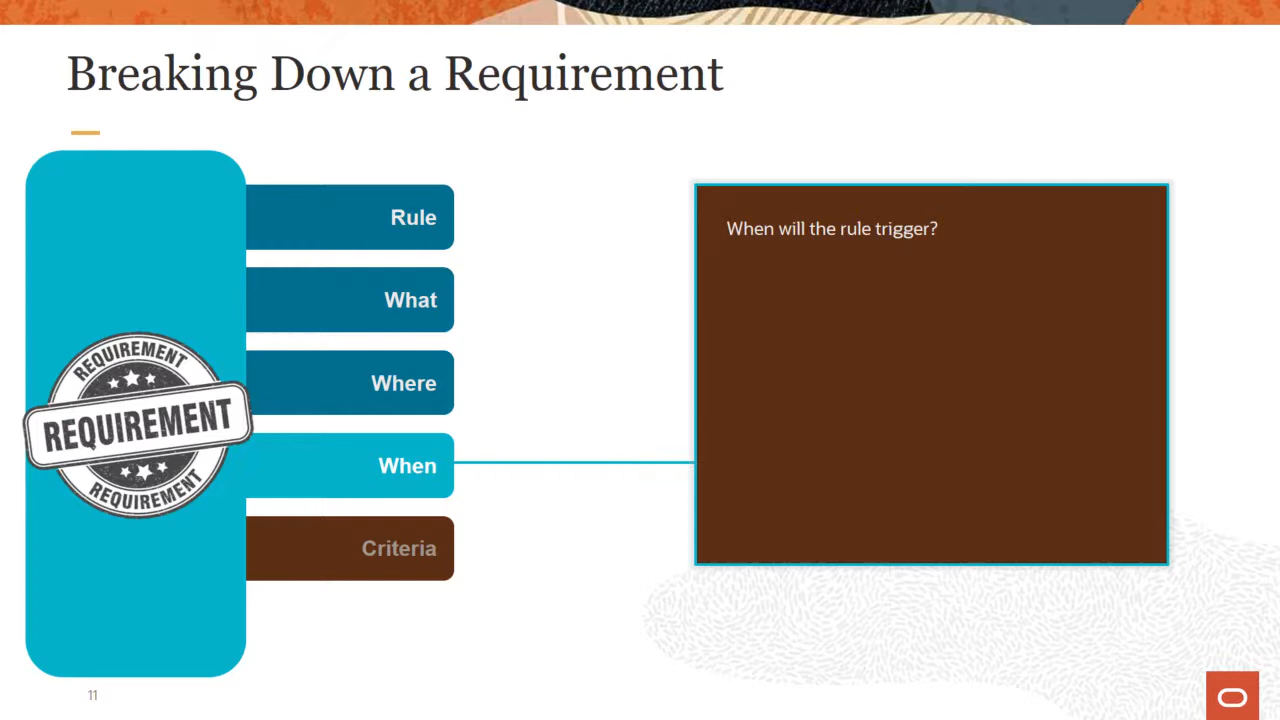 Breaking Down a Requirement
Rule
What
Where
When
Criteria
REQUIREMENT
REQUIREMENT
REQUIREMENT
When will the rule trigger?
11